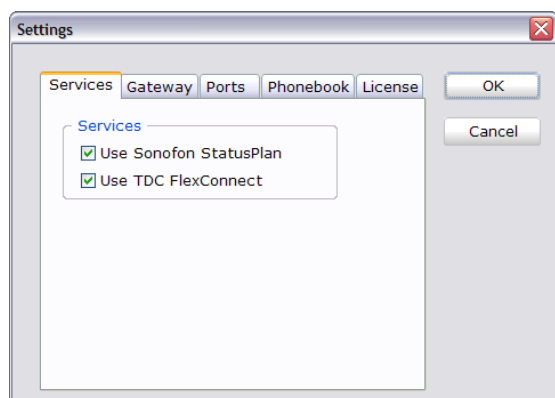 Settings
Services Gateway Ports Phonebook License
OK
Cancel
Services
Use Sonofon StatusPlan
Use TDC FlexConnect